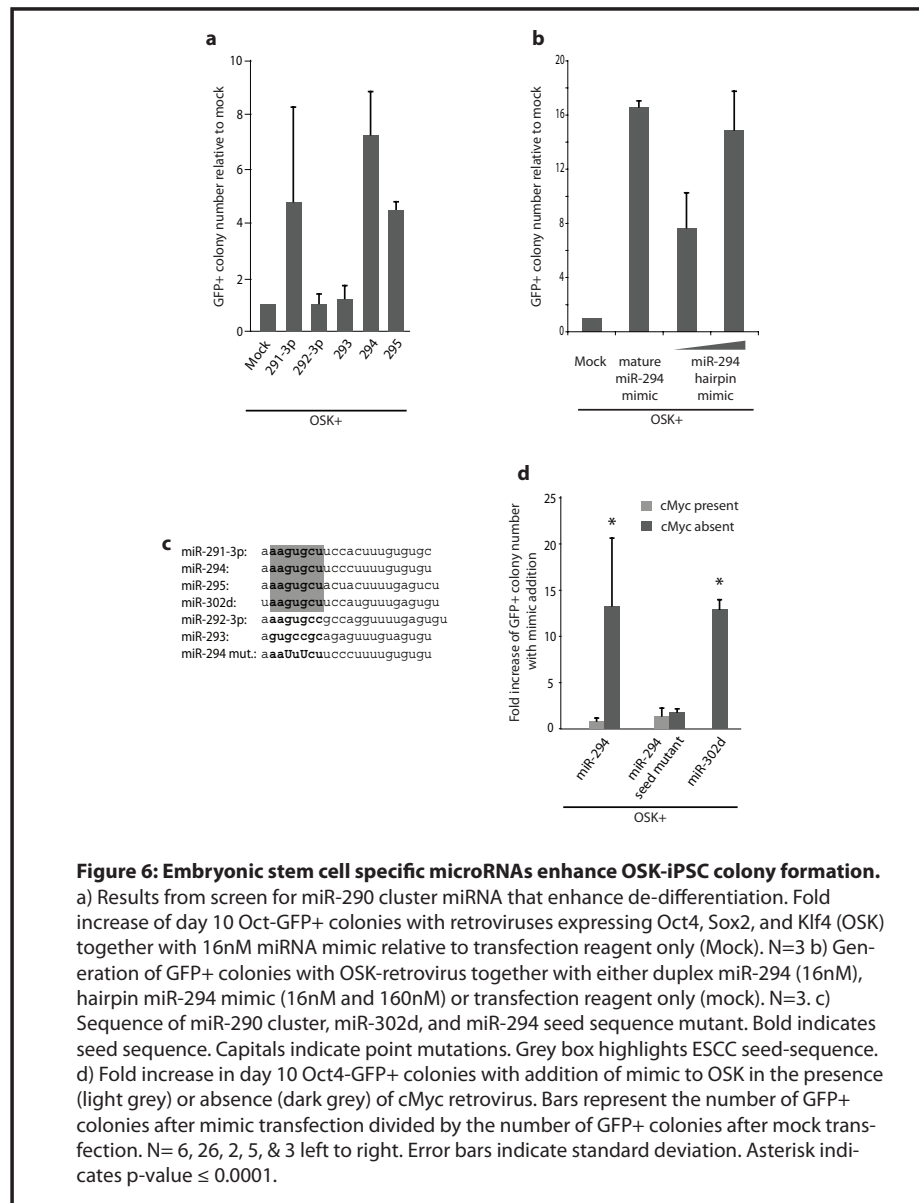 a
10
8
6
4
2
0
GFP+ colony number relative to mock
Mock
291-3p
292-3p
293
294
295
OSK+
b
20
16
12
8
4
0
GFP+ colony number relative to mock
Mock
mature
miR-294
mimic
miR-294
hairpin
mimic
OSK+
c
miR-291-3p: aaagugcuuccacuuugugugc
miR-294: aaagugcuucccuuuugugugu
miR-295: aaagugcuacuacuuuugagucu
miR-302d: uaagugcuuccauguuugagugu
miR-292-3p: aaagugccgccagguuuugagugu
miR-293: agugccgcagaguuuguagugu
miR-294 mut.: aaaUuUcuucccuuuugugugu
d
25
20
15
10
5
0
Fold increase of GFP+ colony number
with mimic addition
cMyc present
cMyc absent
*
*
miR-294
miR-294
seed mutant
miR-302d
OSK+
Figure 6: Embryonic stem cell specific microRNAs enhance OSK-iPSC colony formation.
a) Results from screen for miR-290 cluster miRNA that enhance de-differentiation. Fold
increase of day 10 Oct-GFP+ colonies with retroviruses expressing Oct4, Sox2, and Klf4 (OSK)
together with 16nM miRNA mimic relative to transfection reagent only (Mock). N=3 b) Gen-
eration of GFP+ colonies with OSK-retrovirus together with either duplex miR-294 (16nM),
hairpin miR-294 mimic (16nM and 160nM) or transfection reagent only (mock). N=3. c)
Sequence of miR-290 cluster, miR-302d, and miR-294 seed sequence mutant. Bold indicates
seed sequence. Capitals indicate point mutations. Grey box highlights ESCC seed-sequence.
d) Fold increase in day 10 Oct4-GFP+ colonies with addition of mimic to OSK in the presence
(light grey) or absence (dark grey) of cMyc retrovirus. Bars represent the number of GFP+
colonies after mimic transfection divided by the number of GFP+ colonies after mock trans-
fection. N= 6, 26, 2, 5, & 3 left to right. Error bars indicate standard deviation. Asterisk indi-
cates p-value ≤ 0.0001.